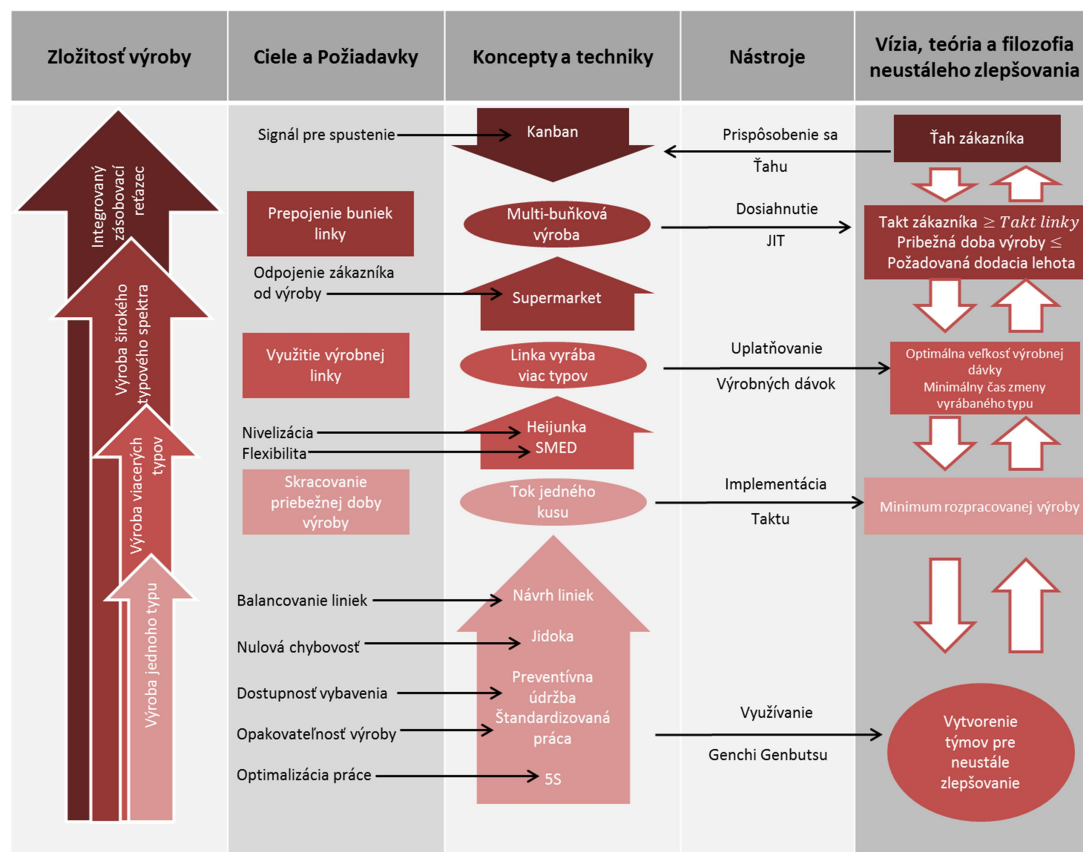 Zložitosť výroby
Ciele a Požiadavky
Koncepty a techniky
Nástroje
Vízia, teória a filozofia
neustáleho zlepšovania
Integrovaný
zásobovací
reťazec
Výroba širokého
typového spektra
Výroba viacerých
typov
Výroba jednoho typu
Signál pre spustenie
Prepojenie buniek
linky
Odpojenie zákazníka
od výroby
Využitie výrobnej
linky
Nivelizácia
Flexibilita
Skracovanie
priebežnej doby
výroby
Balancovanie liniek
Nulová chybovosť
Dostupnosť vybavenia
Opakovateľnosť výroby
Optimalizácia práce
Kanban
Multi-buňková
výroba
Supermarket
Linka vyrába
viac typov
Heijunka
SMED
Tok jedného
kusu
Návrh liniek
Jidoka
Preventívna
údržba
Štandardizovaná
práca
5S
Prispôsobenie sa
Ťahu
Dosiahnutie
JIT
Uplatňovanie
Výrobných dávok
Implementácia
Taktu
Využívanie
Genchi Genbutsu
Ťah zákazníka
Takt zákazníka ≥ Takt linky
Pribežná doba výroby ≤
Požadovaná dodacia lehota
Optimálna veľkosť výrobnej
dávky
Minimálny čas zmeny
vyrábaného typu
Minimum rozpracovanej výroby
Vytvorenie
týmov pre
neustále
zlepšovanie